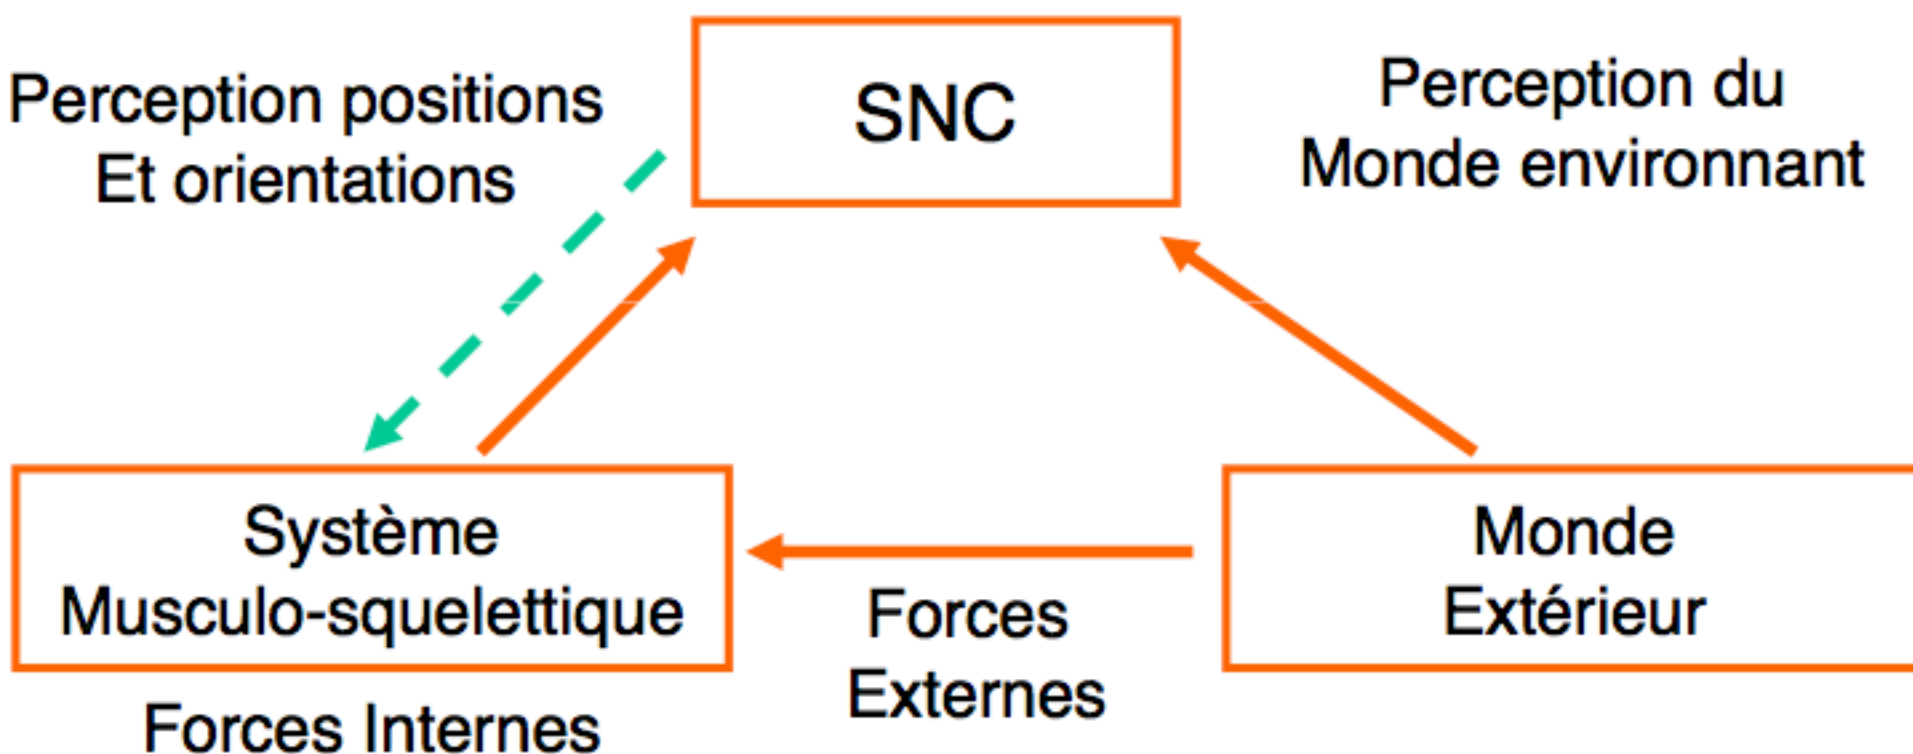 Perception positions
Et orientations
SNC
Perception du
Monde environnant
Système
Musculo-squelettique
Forces Internes
Forces
Externes
Monde
Extérieur